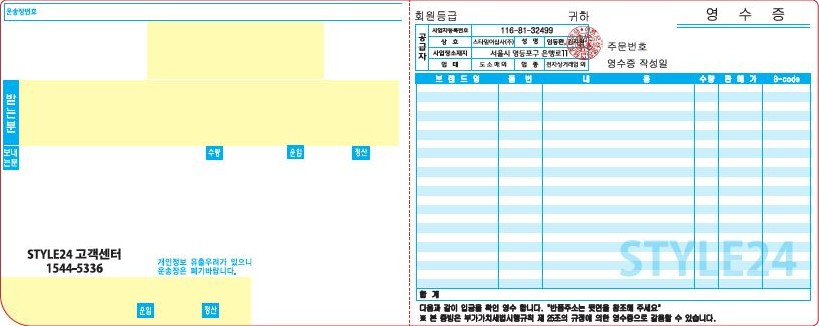 운송장번호
받는분
보내는분
수량 운임 정산
STYLE24 고객센터
1544-5336
개인정보 유출우려가 있으니
운송장은 폐기바랍니다.
운임 정산
회원등급 귀하 영 수 증
공급자
사업자등록번호 116-81-32499
상 호 스타일이십사(주) 성 명 임동환,
사업장소재지 서울시 영등포구 은행로11
업 태 도소매외 업 종 전자상거래업외
주문번호
영수증 작성일
브랜드명 품 번 내 용 수량 판매가 S-code
STYLE24
합 계
다음과 같이 입금을 확인 영수 합니다. "반품주소는 뒷면을 참조해 주세요"
※ 본 증빙은 부가가치세법시행규칙 제 25조의 규정에 의한 영수증으로 갈음할 수 있습니다.